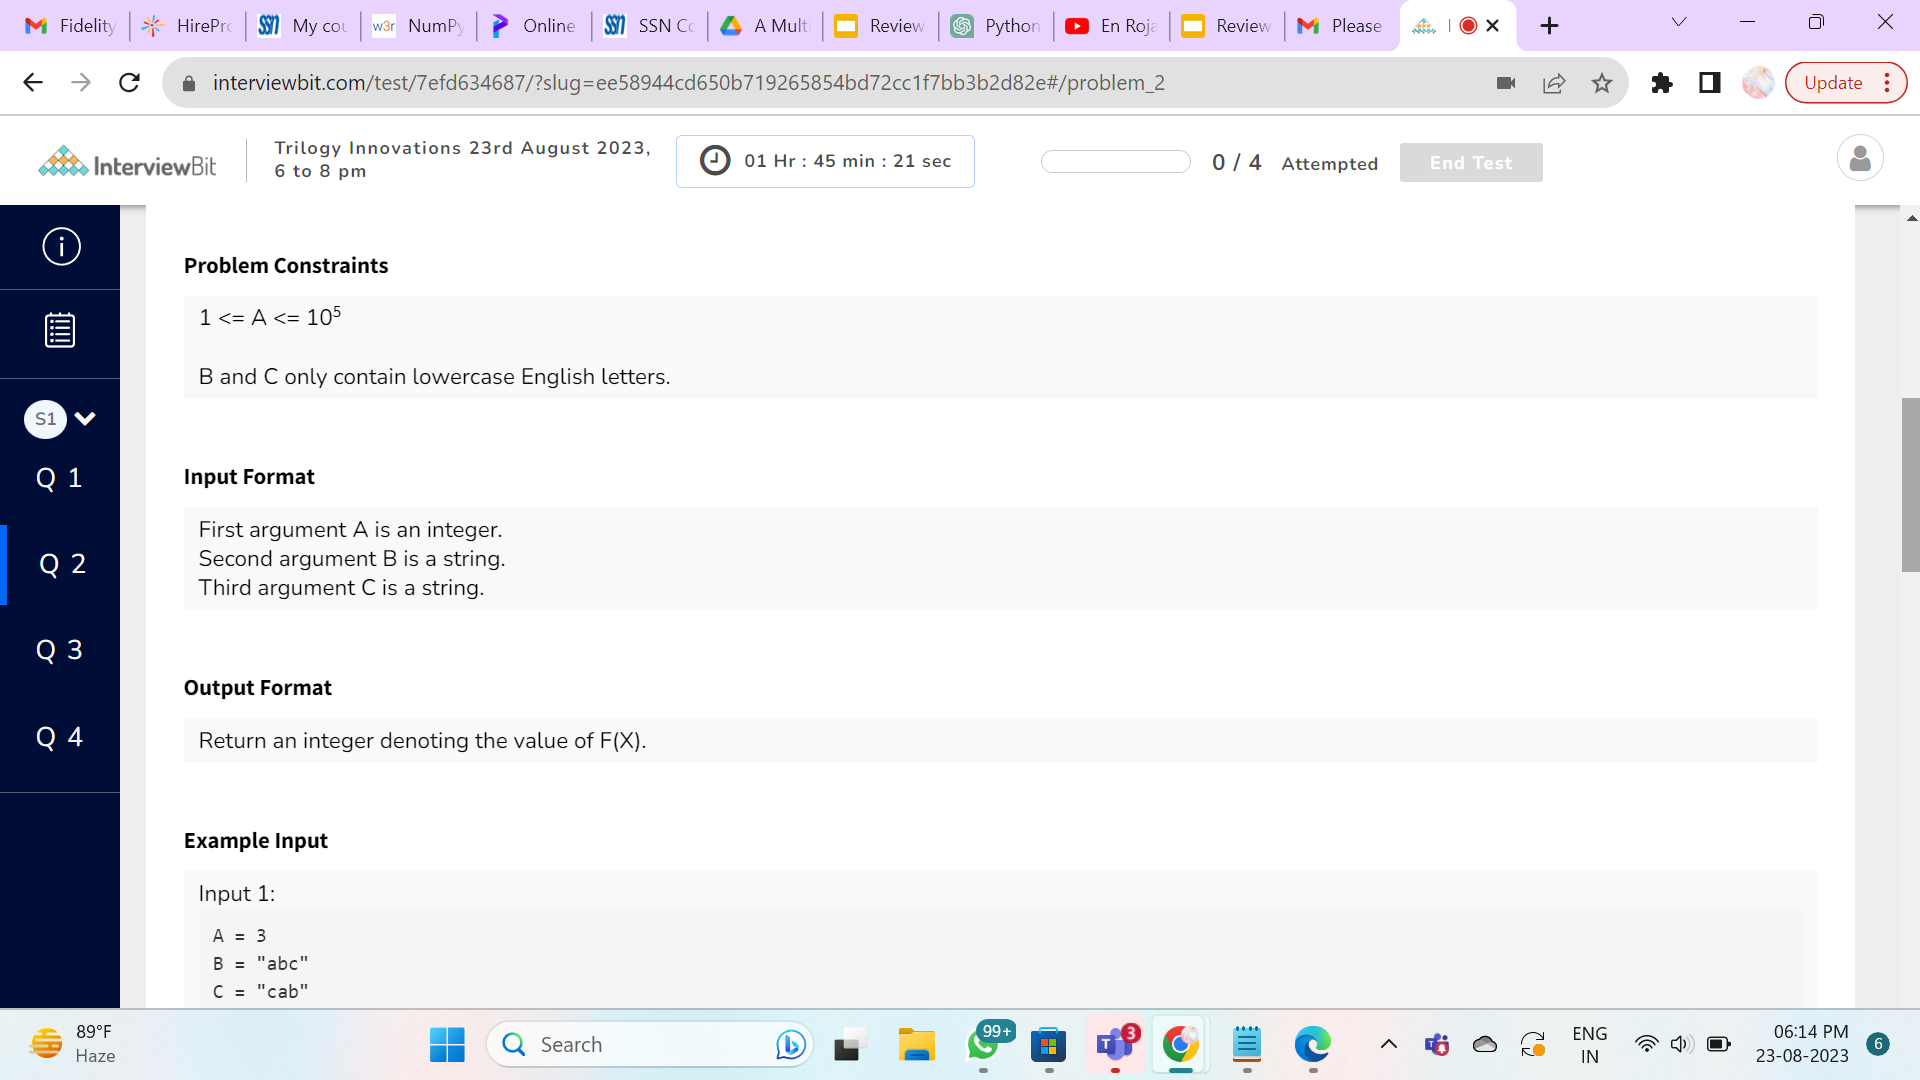 Fidelity
HirePro
SSN My cou
w3r NumPy
Online
SSN SSN Co
A Multi
Review
Python
En Roja
Review
Please
interviewbit.com/test/7efd634687/?slug=ee58944cd650b719265854bd72cc1f7bb3b2d82e#/problem_2
Update
InterviewBit
Trilogy Innovations 23rd August 2023,
6 to 8 pm
01 Hr : 45 min : 21 sec
0 / 4 Attempted
End Test
S1
Q 1
Q 2
Q 3
Q 4
Problem Constraints
1 <= A <= 10⁵
B and C only contain lowercase English letters.
Input Format
First argument A is an integer.
Second argument B is a string.
Third argument C is a string.
Output Format
Return an integer denoting the value of F(X).
Example Input
Input 1:
A = 3
B = "abc"
C = "cab"
89°F
Haze
Search
99+
3
ENG
IN
06:14 PM
23-08-2023
6